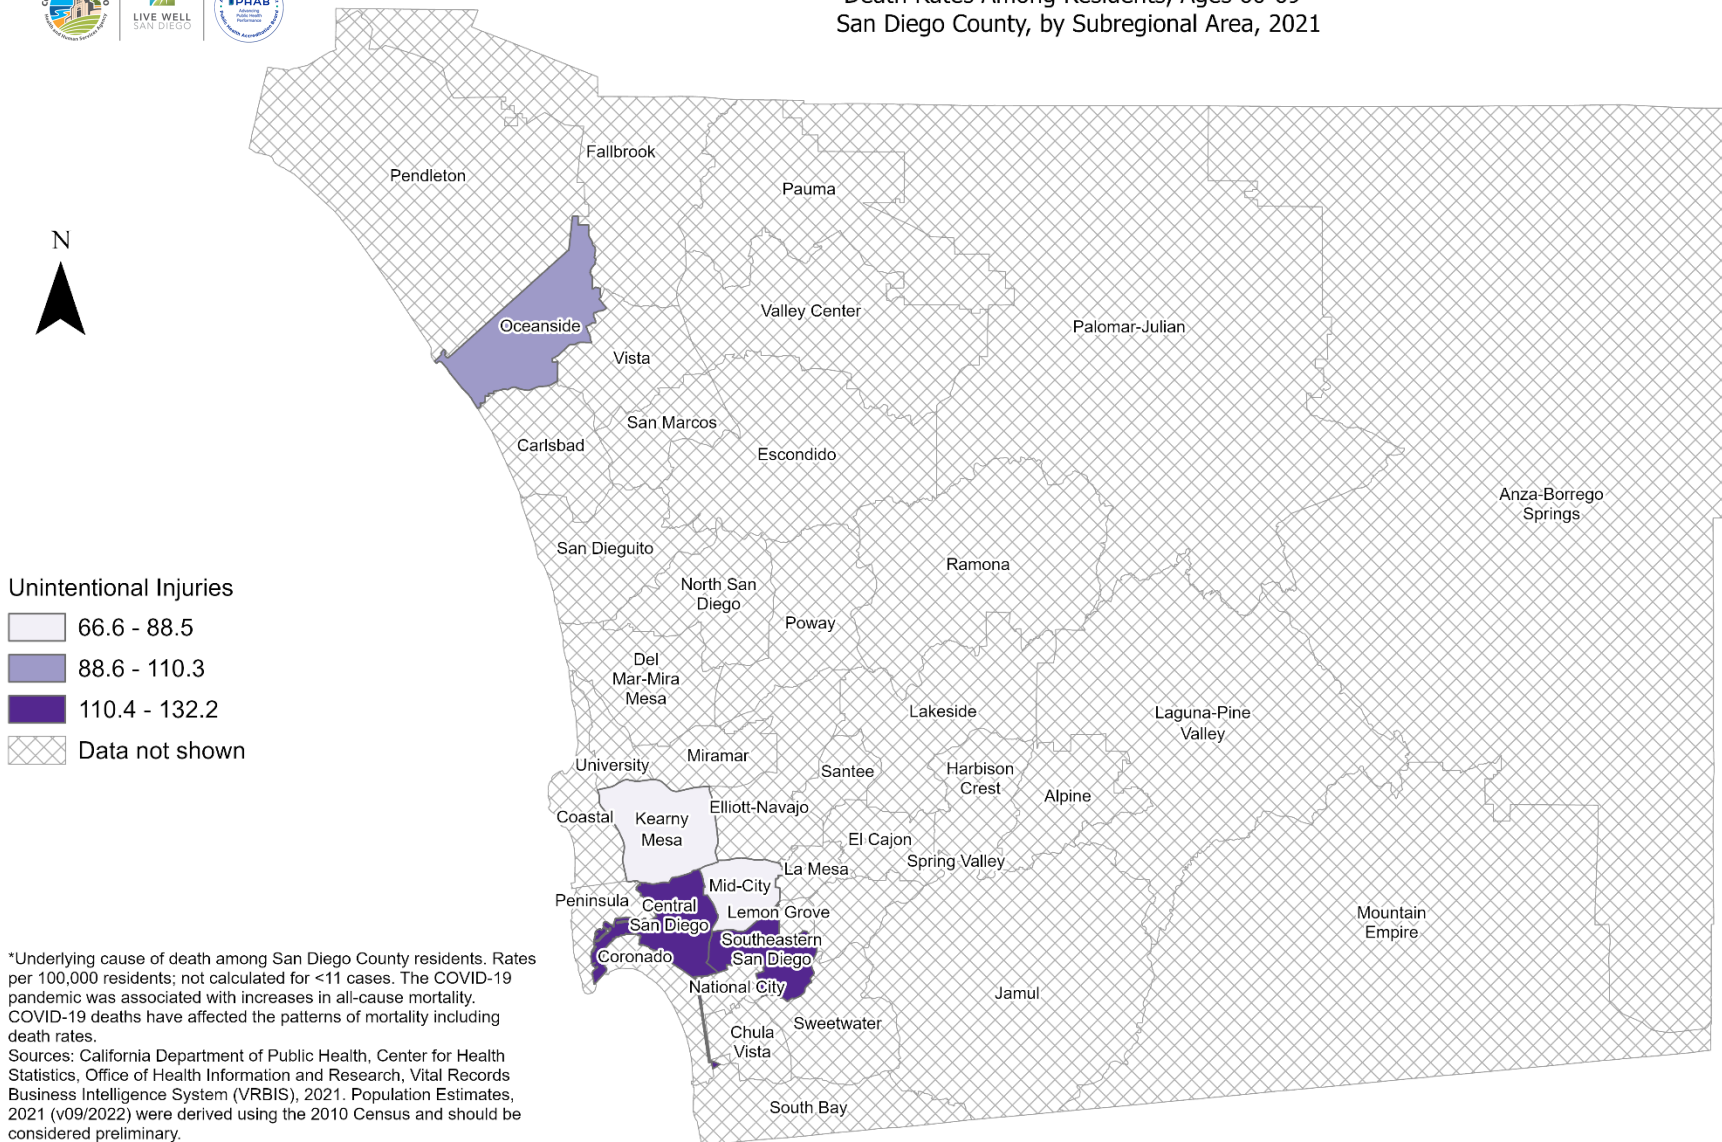 PHAB
Advancing
Public Health
Performance
LIVE WELL
SAN DIEGO
San Diego County, by Subregional Area, 2021
Fallbrook
Pendleton
Pauma
N
Valley Center
Oceanside
Palomar-Julian
Vista
San Marcos
Carlsbad
Escondido
Anza-Borrego
Springs
San Dieguito
Ramona
North San
Diego
Unintentional Injuries
66.6 - 88.5
88.6 - 110.3
110.4 - 132.2
Data not shown
Poway
Del
Mar-Mira
Mesa
Lakeside
Laguna-Pine
Valley
Miramar
University
Santee
Harbison
Crest
Alpine
Elliott-Navajo
Coastal
Kearny
Mesa
El Cajon
Spring Valley
La Mesa
Mid-City
Peninsula
Central
San Diego
Lemon Grove
Mountain
Empire
Southeastern
San Diego
Coronado
National City
Jamul
Sweetwater
Chula
Vista
South Bay
*Underlying cause of death among San Diego County residents. Rates
per 100,000 residents; not calculated for <11 cases. The COVID-19
pandemic was associated with increases in all-cause mortality.
COVID-19 deaths have affected the patterns of mortality including
death rates.
Sources: California Department of Public Health, Center for Health
Statistics, Office of Health Information and Research, Vital Records
Business Intelligence System (VRBIS), 2021. Population Estimates,
2021 (v09/2022) were derived using the 2010 Census and should be
considered preliminary.